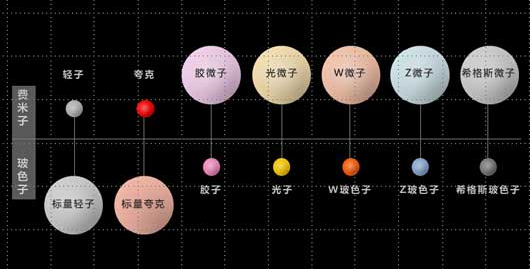 轻子 夸克 胶微子 光微子 W微子 Z微子 希格斯微子
费米子
玻色子
胶子 光子 W玻色子 Z玻色子 希格斯玻色子
标量轻子 标量夸克